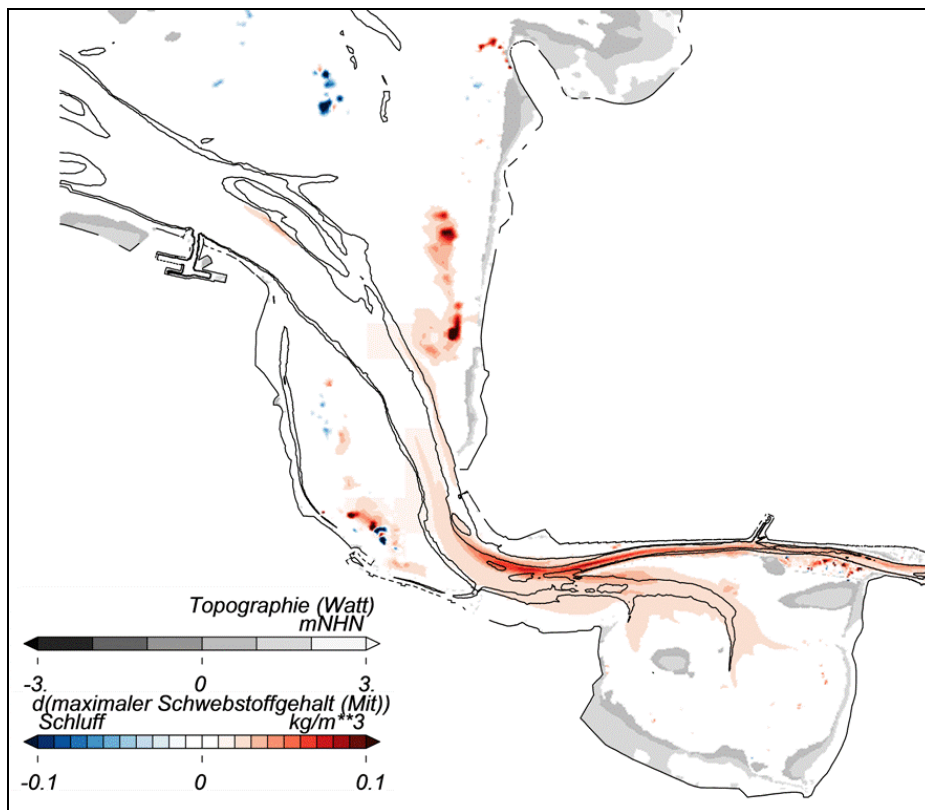 Topographie (Watt)
mNHN
-3. 0 3.
d(maximaler Schwebstoffgehalt (Mit))
Schluff kg/m**3
-0.1 0 0.1